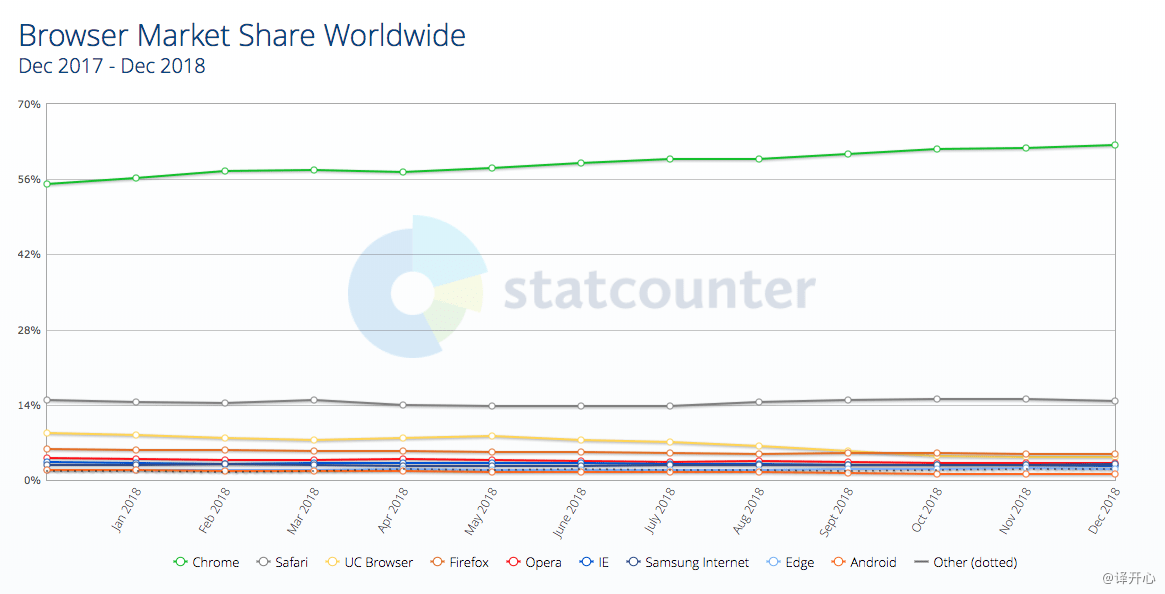 Browser Market Share Worldwide
Dec 2017 - Dec 2018
70%
56%
42%
28%
14%
0%
statcounter
Jan 2018
Feb 2018
Mar 2018
Apr 2018
May 2018
June 2018
July 2018
Aug 2018
Sept 2018
Oct 2018
Nov 2018
Dec 2018
Chrome Safari UC Browser Firefox Opera IE Samsung Internet Edge Android Other (dotted)
@译开心